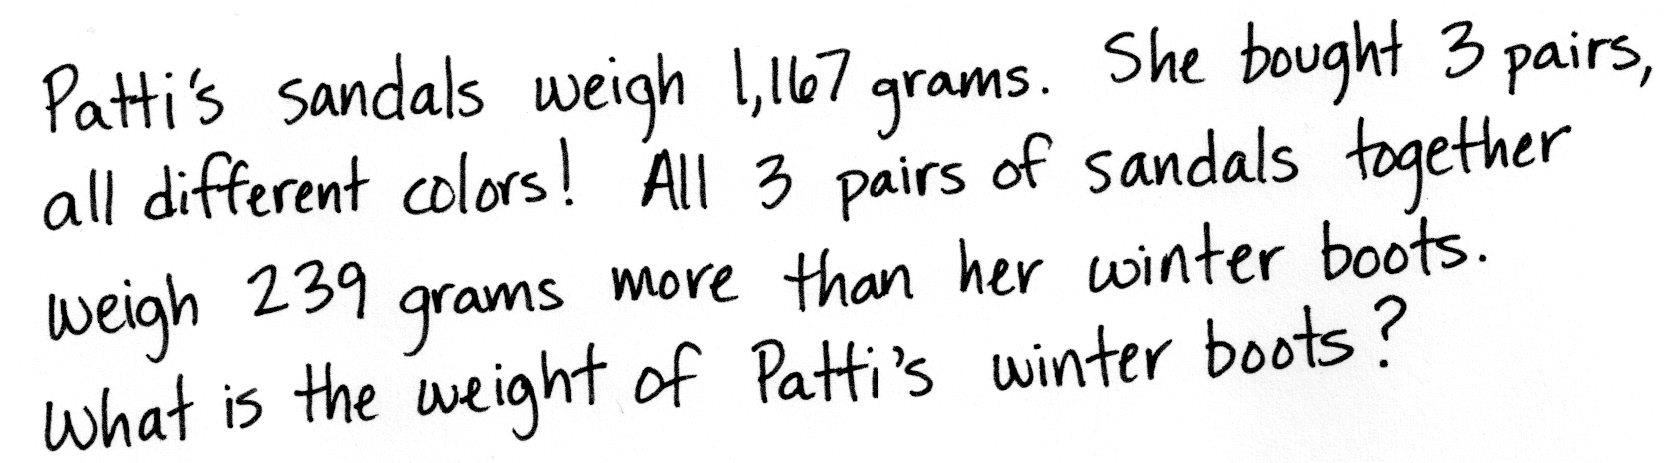 Patti's sandals weigh 1,167 grams. She bought 3 pairs,
all different colors! All 3 pairs of sandals together
weigh 239 grams more than her winter boots.
What is the weight of Patti's winter boots?